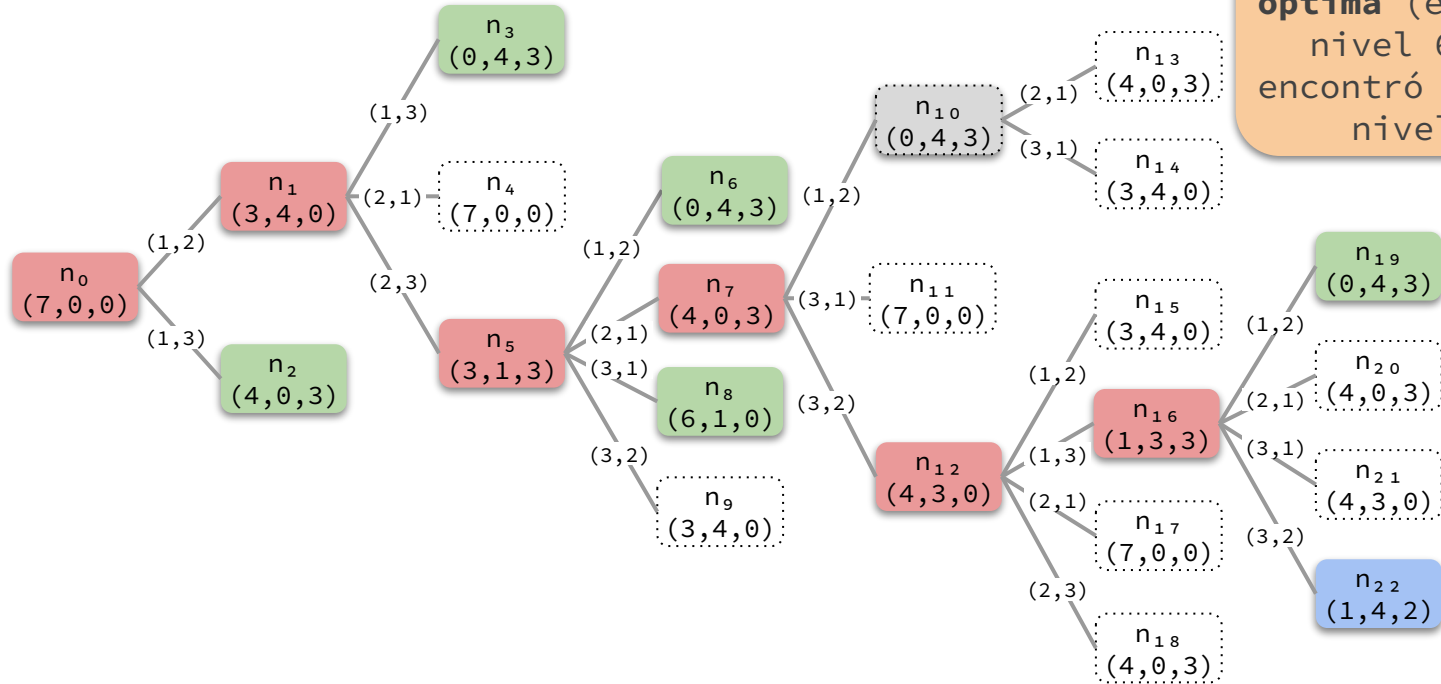 n₀
(7,0,0)
(1,2)
(1,3)
n₁
(3,4,0)
n₂
(4,0,3)
(1,3)
(2,1)
(2,3)
n₃
(0,4,3)
n₄
(7,0,0)
n₅
(3,1,3)
(1,2)
(2,1)
(3,1)
(3,2)
n₆
(0,4,3)
n₇
(4,0,3)
n₈
(6,1,0)
n₉
(3,4,0)
(1,2)
(3,1)
(3,2)
n₁₀
(0,4,3)
n₁₁
(7,0,0)
n₁₂
(4,3,0)
(2,1)
(3,1)
n₁₃
(4,0,3)
n₁₄
(3,4,0)
(1,2)
(1,3)
(2,1)
(2,3)
n₁₅
(3,4,0)
n₁₆
(1,3,3)
n₁₇
(7,0,0)
n₁₈
(4,0,3)
(1,2)
(2,1)
(3,1)
(3,2)
n₁₉
(0,4,3)
n₂₀
(4,0,3)
n₂₁
(4,3,0)
n₂₂
(1,4,2)
óptima (e
nivel 6
encontró
nivel